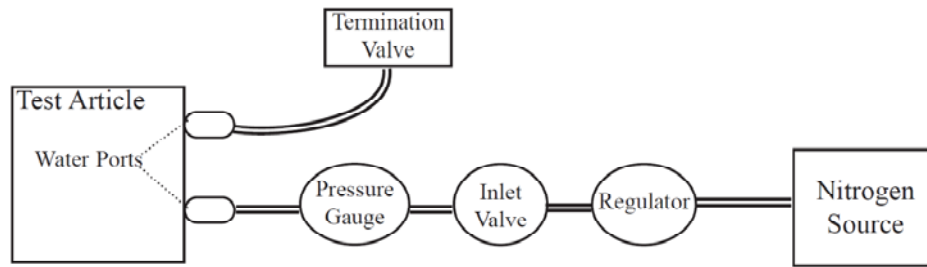 Termination
Valve
Test Article
Water Ports
Pressure
Gauge
Inlet
Valve
Regulator
Nitrogen
Source